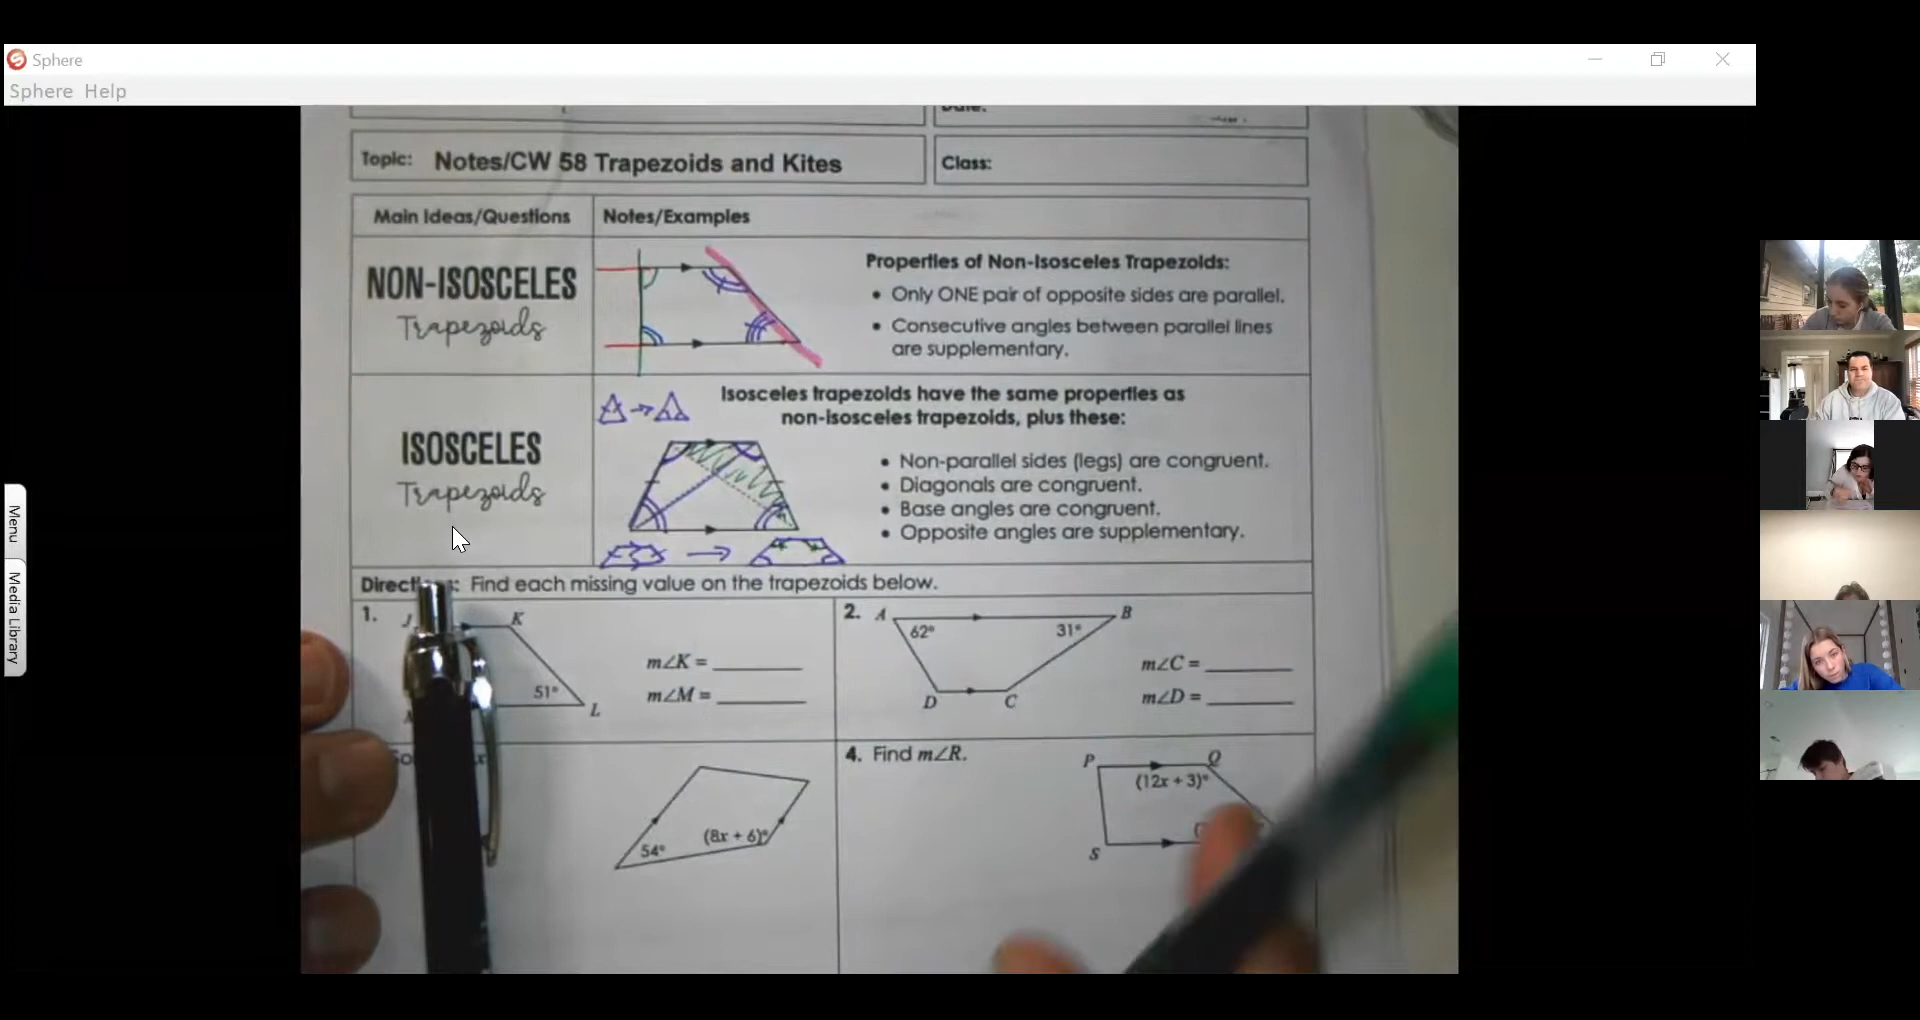 Sphere
Sphere Help
Date:
Topic: Notes/CW 58 Trapezoids and Kites
Class:
Main Ideas/Questions
Notes/Examples
NON-ISOSCELES
Trapezoids
Properties of Non-Isosceles Trapezoids:
• Only ONE pair of opposite sides are parallel.
• Consecutive angles between parallel lines
are supplementary.
ISOSCELES
Trapezoids
Isosceles trapezoids have the same properties as
non-isosceles trapezoids, plus these:
• Non-parallel sides (legs) are congruent.
• Diagonals are congruent.
• Base angles are congruent.
• Opposite angles are supplementary.
Find each missing value on the trapezoids below.
1.
J
K
51°
L
m∠K =
m∠M =
2.
A
B
62°
31°
D
C
m∠C =
m∠D =
54°
(8x + 6)°
4. Find m∠R.
P
Q
(12x + 3)°
S
Menu
Media Library